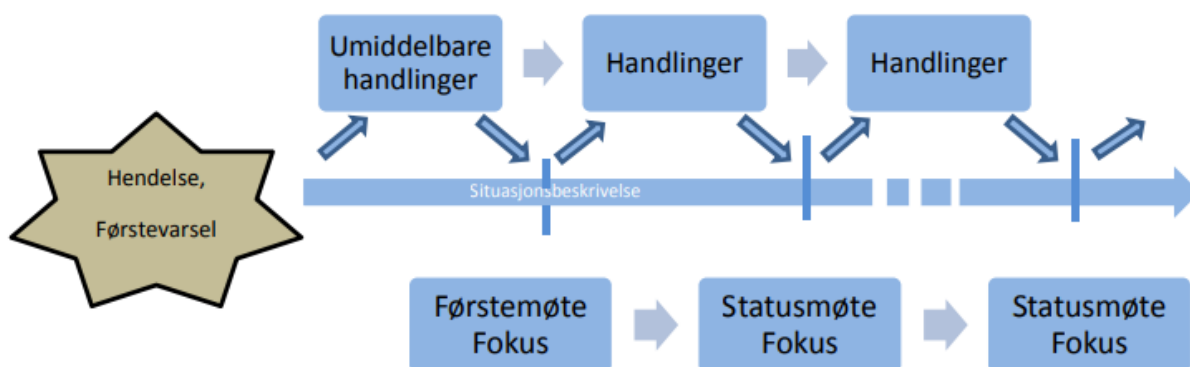 Umiddelbare
handlinger
Handlinger
Handlinger
Hendelse,
Førstevarsel
Situasjonsbeskrivelse
Førstemøte
Fokus
Statusmøte
Fokus
Statusmøte
Fokus